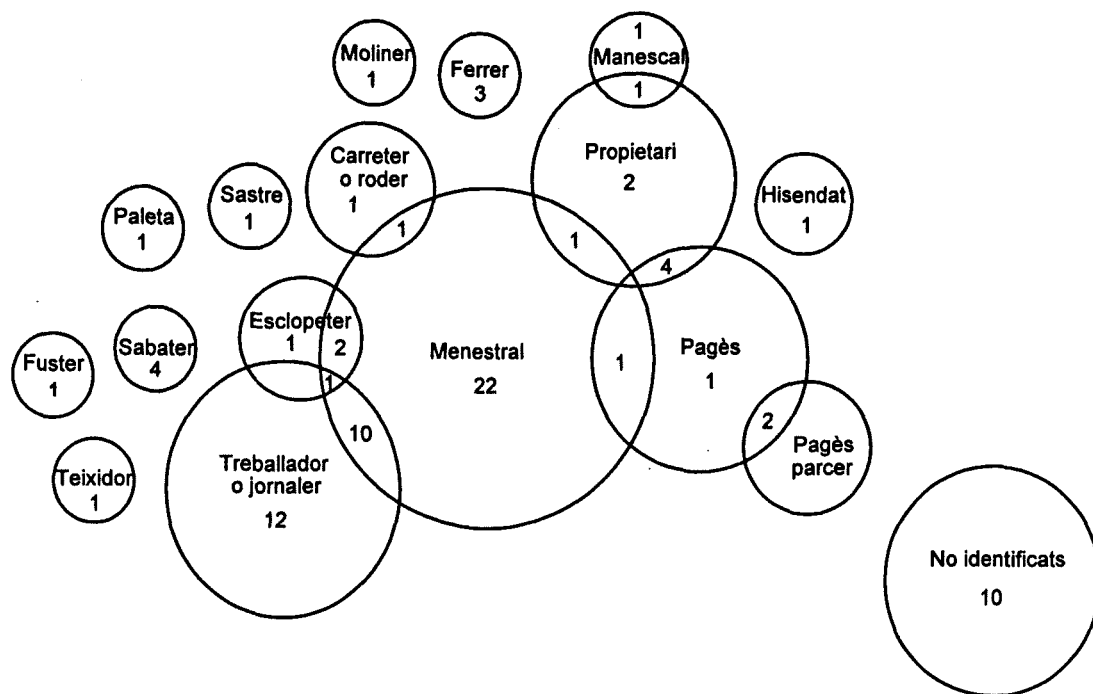 Moliner
1
Ferrer
3
1
Manescal
1
Propietari
2
Carreter
o roder
1
1
Sastre
1
Paleta
1
Hisendat
1
1
4
Esclopeter
1
2
1
Menestral
22
1
Pagès
1
2
Pagès
parcer
Sabater
4
Fuster
1
Teixidor
1
10
Treballador
o jornaler
12
No identificats
10